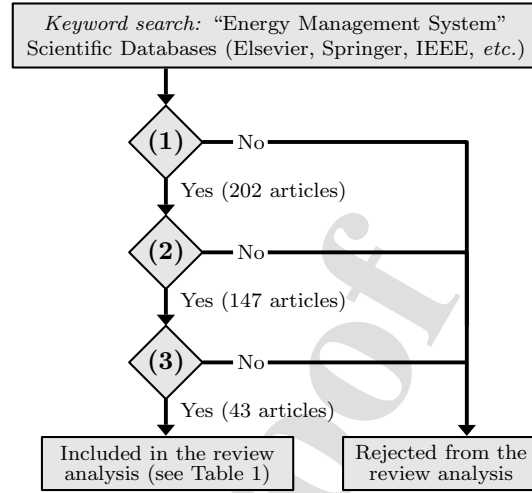 Keyword search: “Energy Management System”
Scientific Databases (Elsevier, Springer, IEEE, etc.)
(1)
No
Yes (202 articles)
(2)
No
Yes (147 articles)
(3)
No
Yes (43 articles)
Included in the review
analysis (see Table 1)
Rejected from the
review analysis